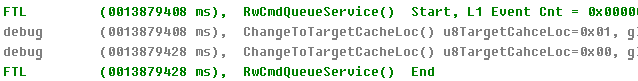 FTL (0013879408 ms), RwCmdQueueService() Start, L1 Event Cnt = 0x0000
debug (0013879408 ms), ChangeToTargetCacheLoc() u8TargetCahceLoc=0x01, g
debug (0013879428 ms), ChangeToTargetCacheLoc() u8TargetCahceLoc=0x00, g
FTL (0013879428 ms), RwCmdQueueService() End